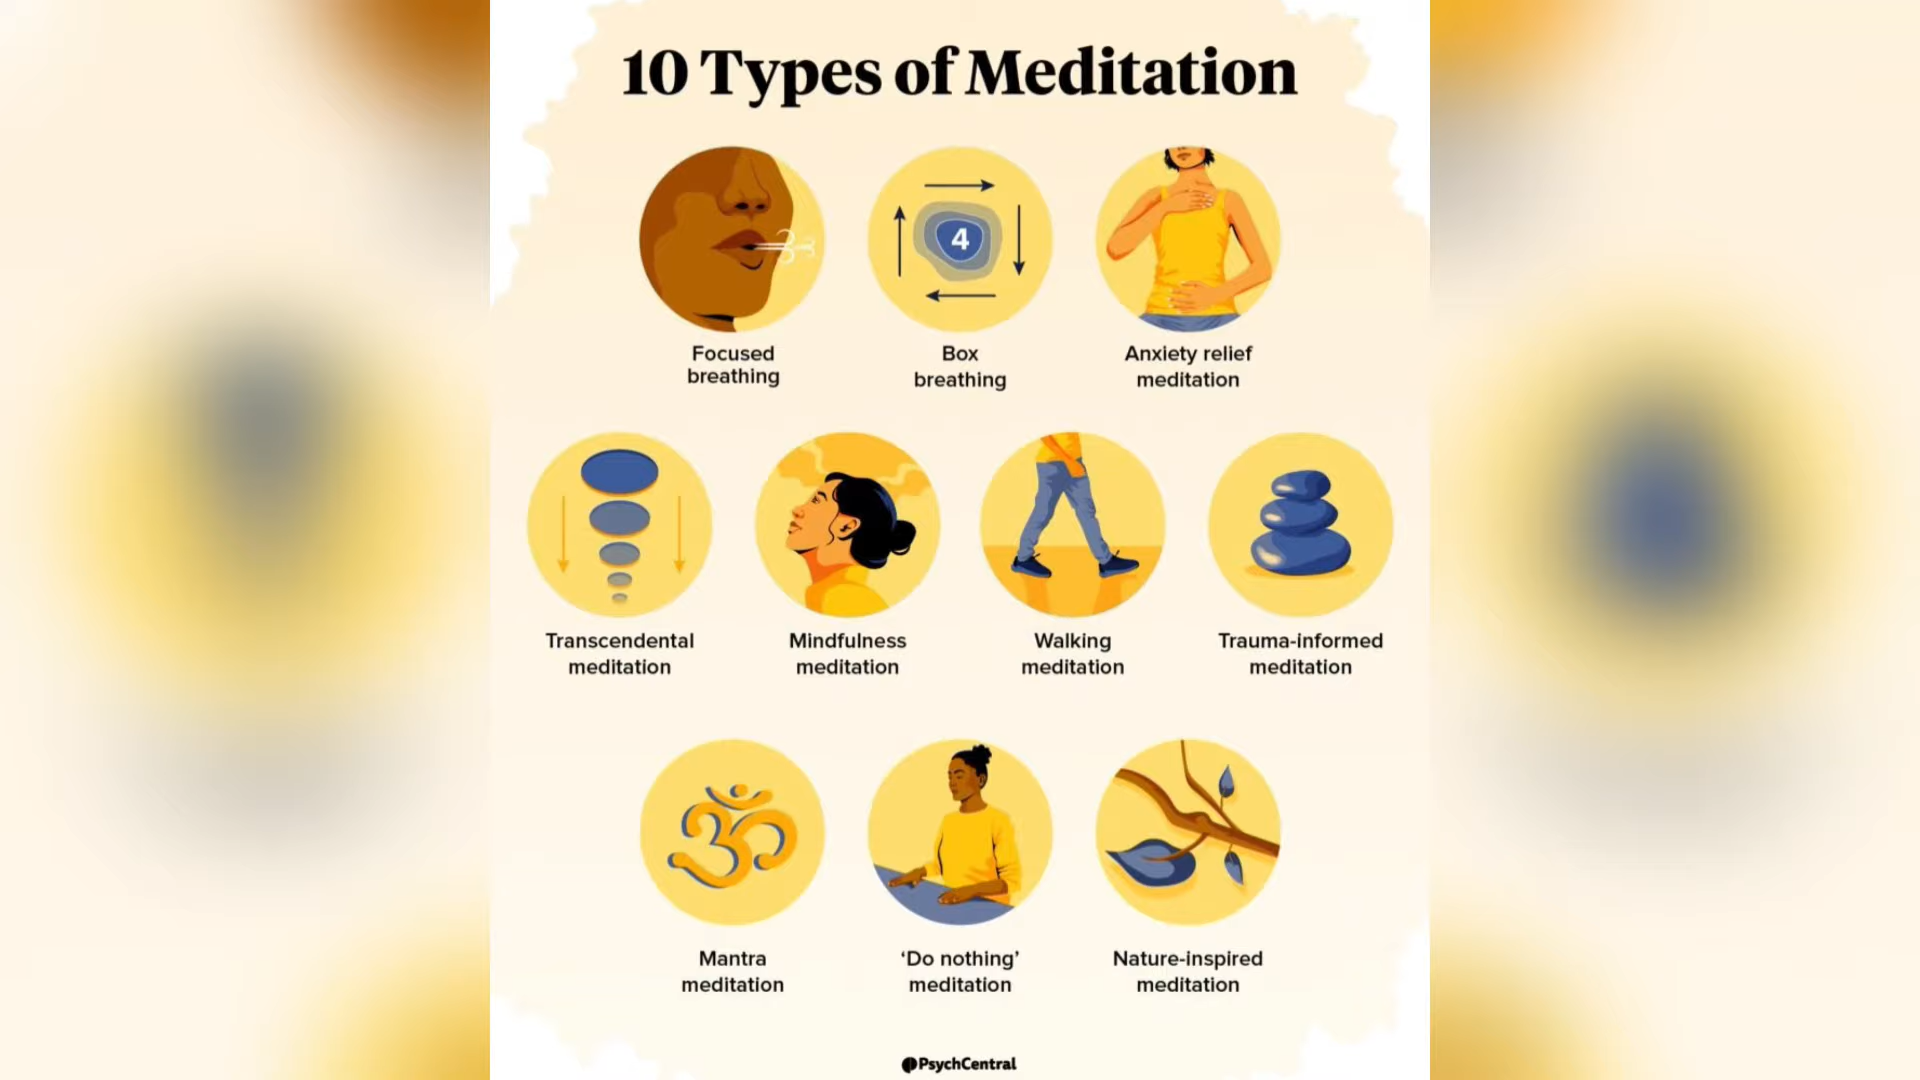 10 Types of Meditation
4
Focused
breathing
Box
breathing
Anxiety relief
meditation
Transcendental
meditation
Mindfulness
meditation
Walking
meditation
Trauma-informed
meditation
ॐ
Mantra
meditation
‘Do nothing’
meditation
Nature-inspired
meditation
PsychCentral